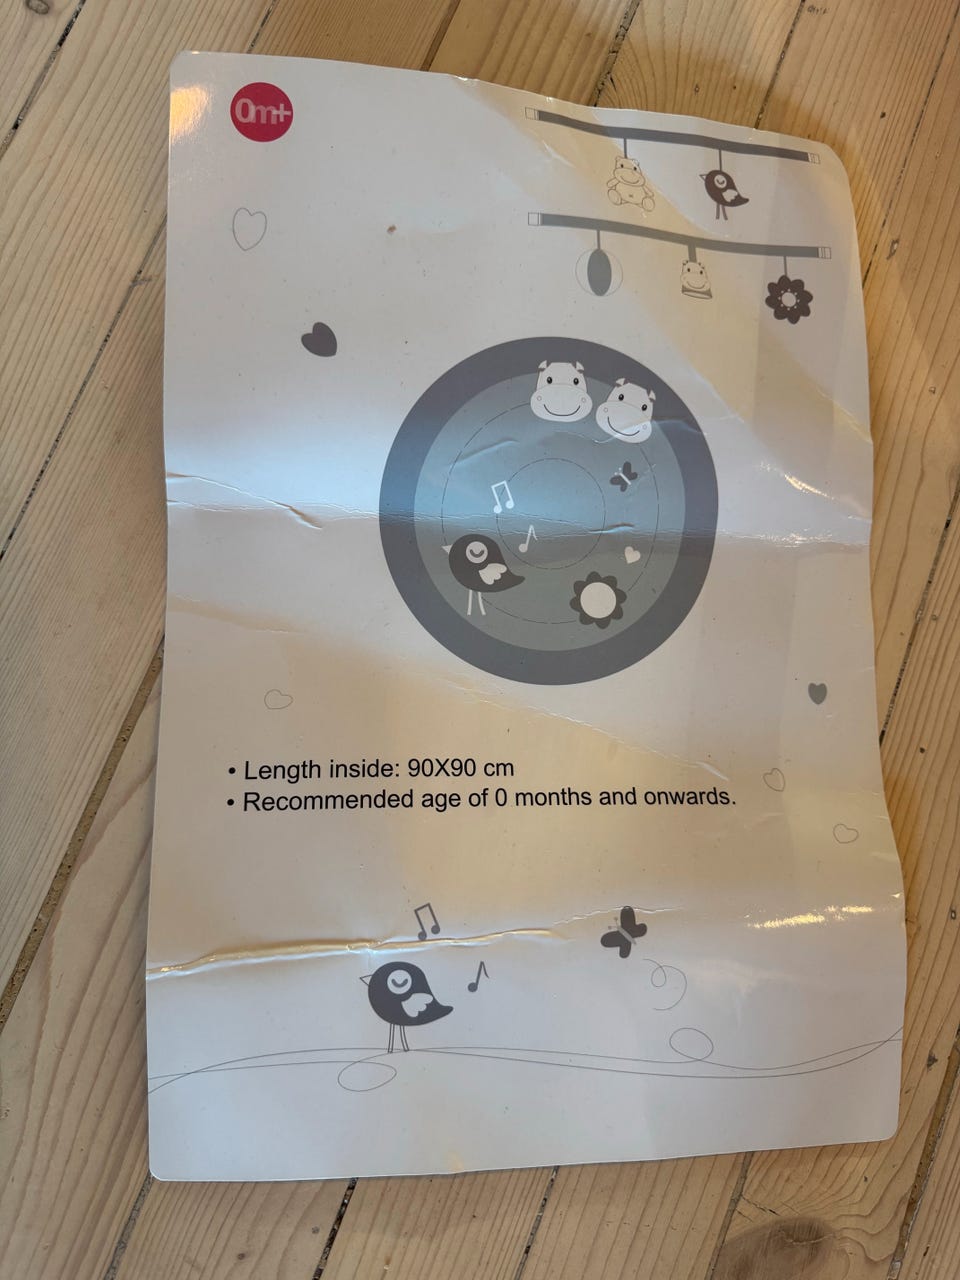 0m+
• Length inside: 90X90 cm
• Recommended age of 0 months and onwards.